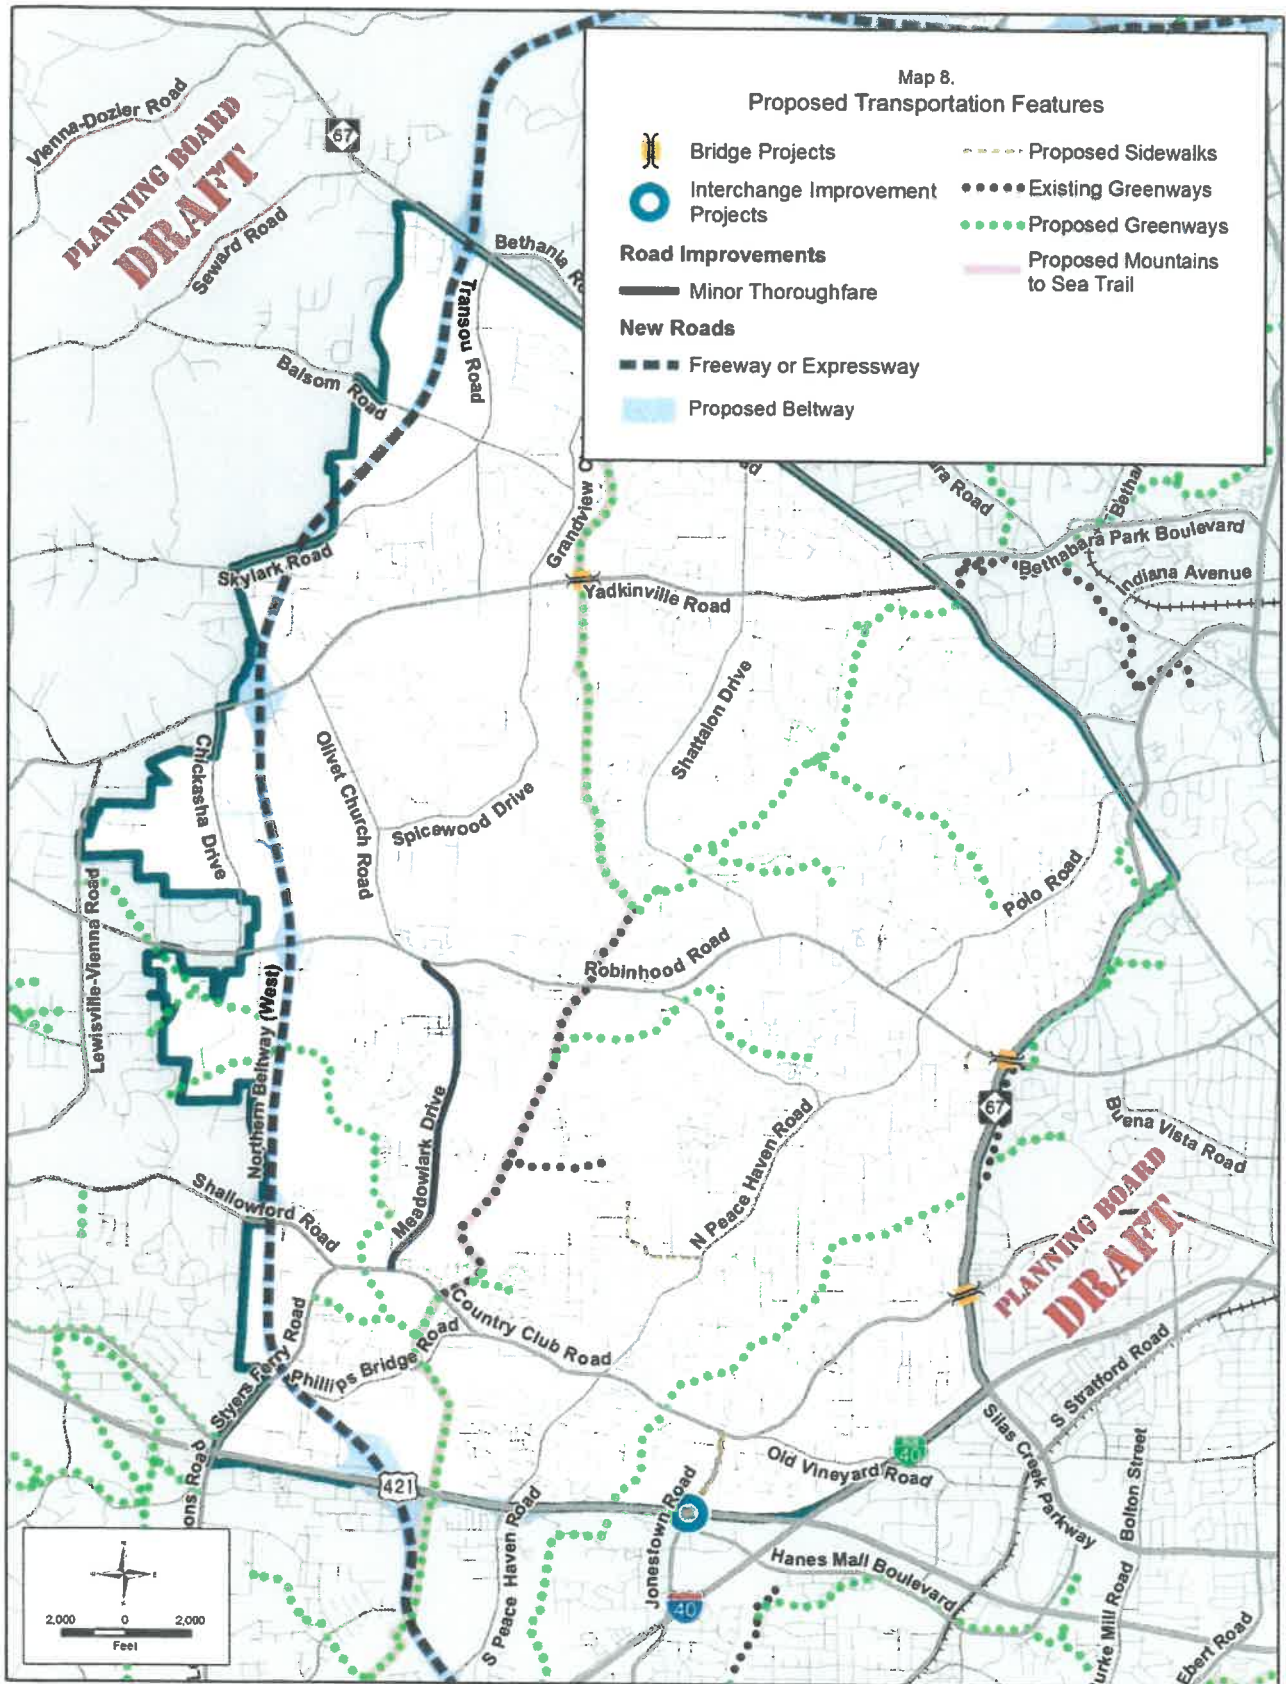 Map 8.
Proposed Transportation Features
Bridge Projects
Interchange Improvement
Projects
Road Improvements
Minor Thoroughfare
New Roads
Freeway or Expressway
Proposed Beltway
Proposed Sidewalks
Existing Greenways
Proposed Greenways
Proposed Mountains
to Sea Trail
Vienna-Dozier Road
PLANNING BOARD
DRAFT
67
Seward Road
Bethania
Transou Road
Balsom Road
Grandview
Road
Bethabara Park Boulevard
Indiana Avenue
Skylark Road
Yadkinville Road
Shattalon Drive
Chickasha Drive
Olivet Church Road
Spicewood Drive
Lewisville-Vienna Road
Polo Road
Robinhood Road
Northern Beltway (West)
67
Meadowlark Drive
Buena Vista Road
N Peace Haven Road
Shallowford Road
PLANNING BOARD
DRAFT
Styers Ferry Road
Country Club Road
Phillips Bridge Road
S Stratford Road
Silas Creek Parkway
Old Vineyard Road
40
Bolton Street
421
ons Road
S Peace Haven Road
Jonestown Road
Hanes Mall Boulevard
40
urke Mill Road
Ebert Road
2,000 0 2,000
Feet